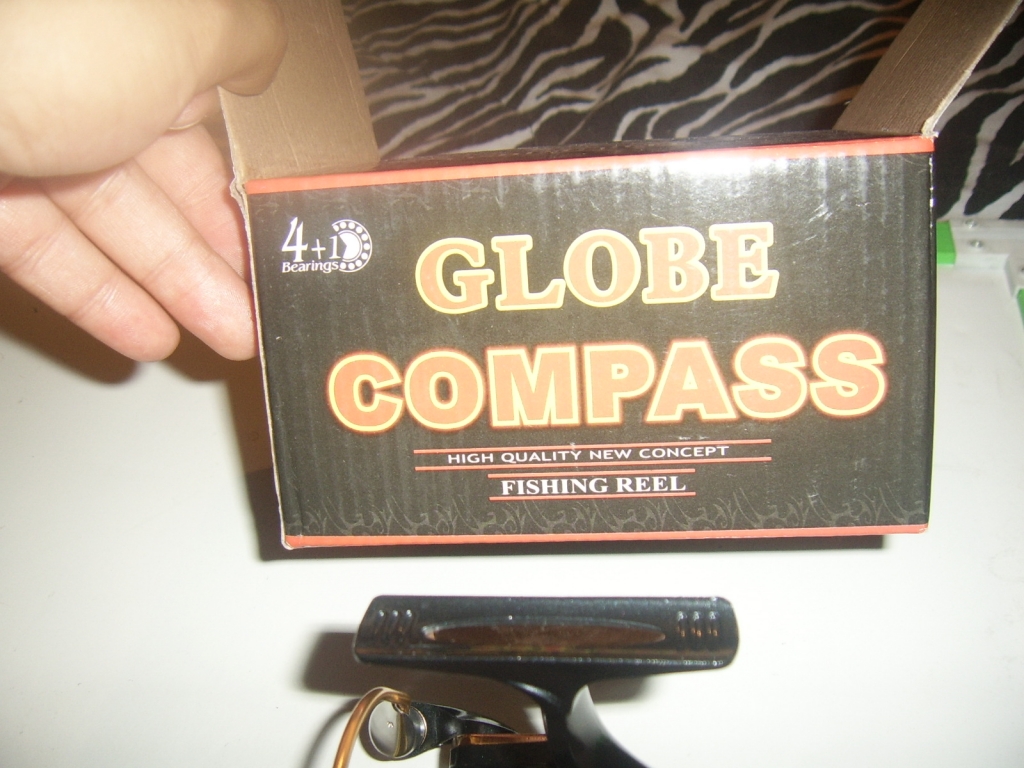 4+1
Bearings
GLOBE
COMPASS
HIGH QUALITY NEW CONCEPT
FISHING REEL